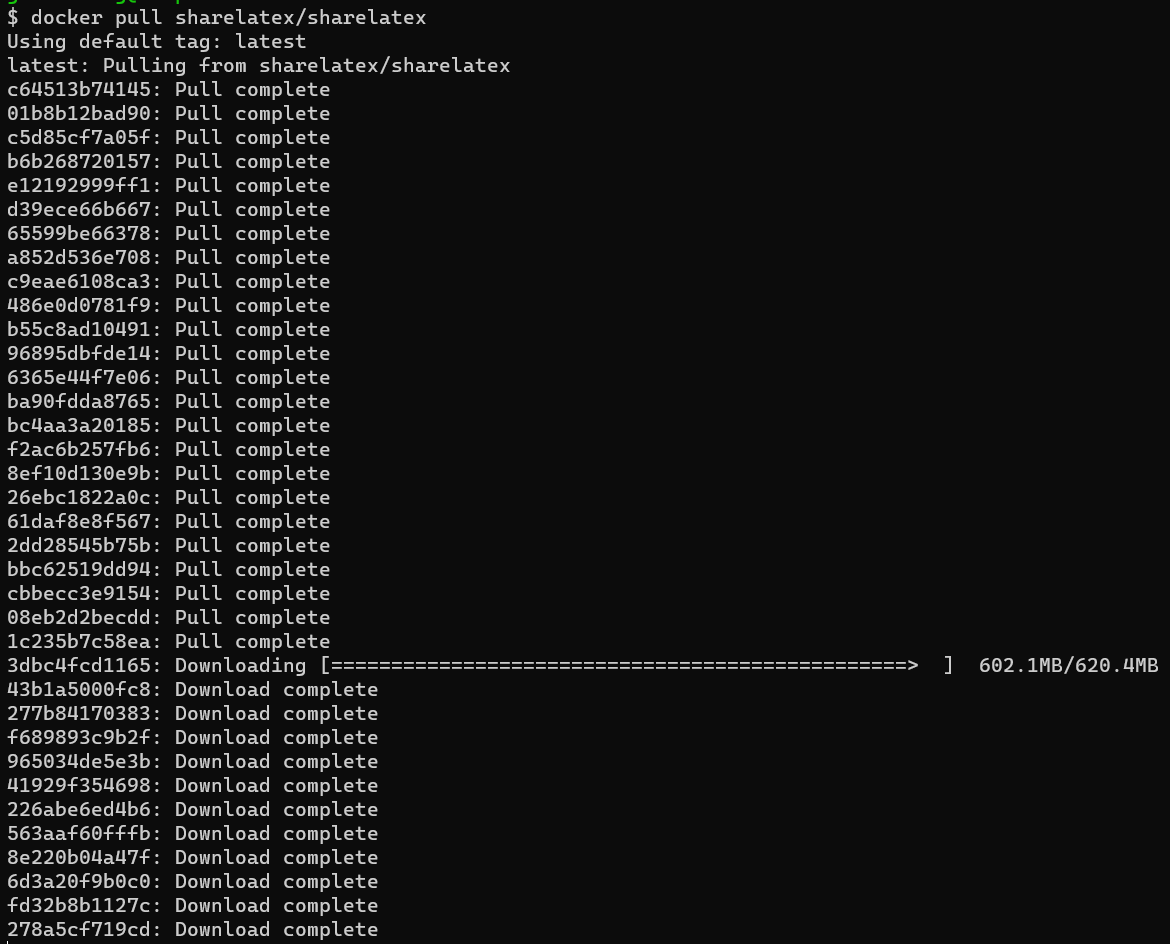 $ docker pull sharelatex/sharelatex
Using default tag: latest
latest: Pulling from sharelatex/sharelatex
c64513b74145: Pull complete
01b8b12bad90: Pull complete
c5d85cf7a05f: Pull complete
b6b268720157: Pull complete
e12192999ff1: Pull complete
d39ece66b667: Pull complete
65599be66378: Pull complete
a852d536e708: Pull complete
c9eae6108ca3: Pull complete
486e0d0781f9: Pull complete
b55c8ad10491: Pull complete
96895dbfde14: Pull complete
6365e44f7e06: Pull complete
ba90fdda8765: Pull complete
bc4aa3a20185: Pull complete
f2ac6b257fb6: Pull complete
8ef10d130e9b: Pull complete
26ebc1822a0c: Pull complete
61daf8e8f567: Pull complete
2dd28545b75b: Pull complete
bbc62519dd94: Pull complete
cbbecc3e9154: Pull complete
08eb2d2becdd: Pull complete
1c235b7c58ea: Pull complete
3dbc4fcd1165: Downloading [================================================>  ]  602.1MB/620.4MB
43b1a5000fc8: Download complete
277b84170383: Download complete
f689893c9b2f: Download complete
965034de5e3b: Download complete
41929f354698: Download complete
226abe6ed4b6: Download complete
563aaf60fffb: Download complete
8e220b04a47f: Download complete
6d3a20f9b0c0: Download complete
fd32b8b1127c: Download complete
278a5cf719cd: Download complete